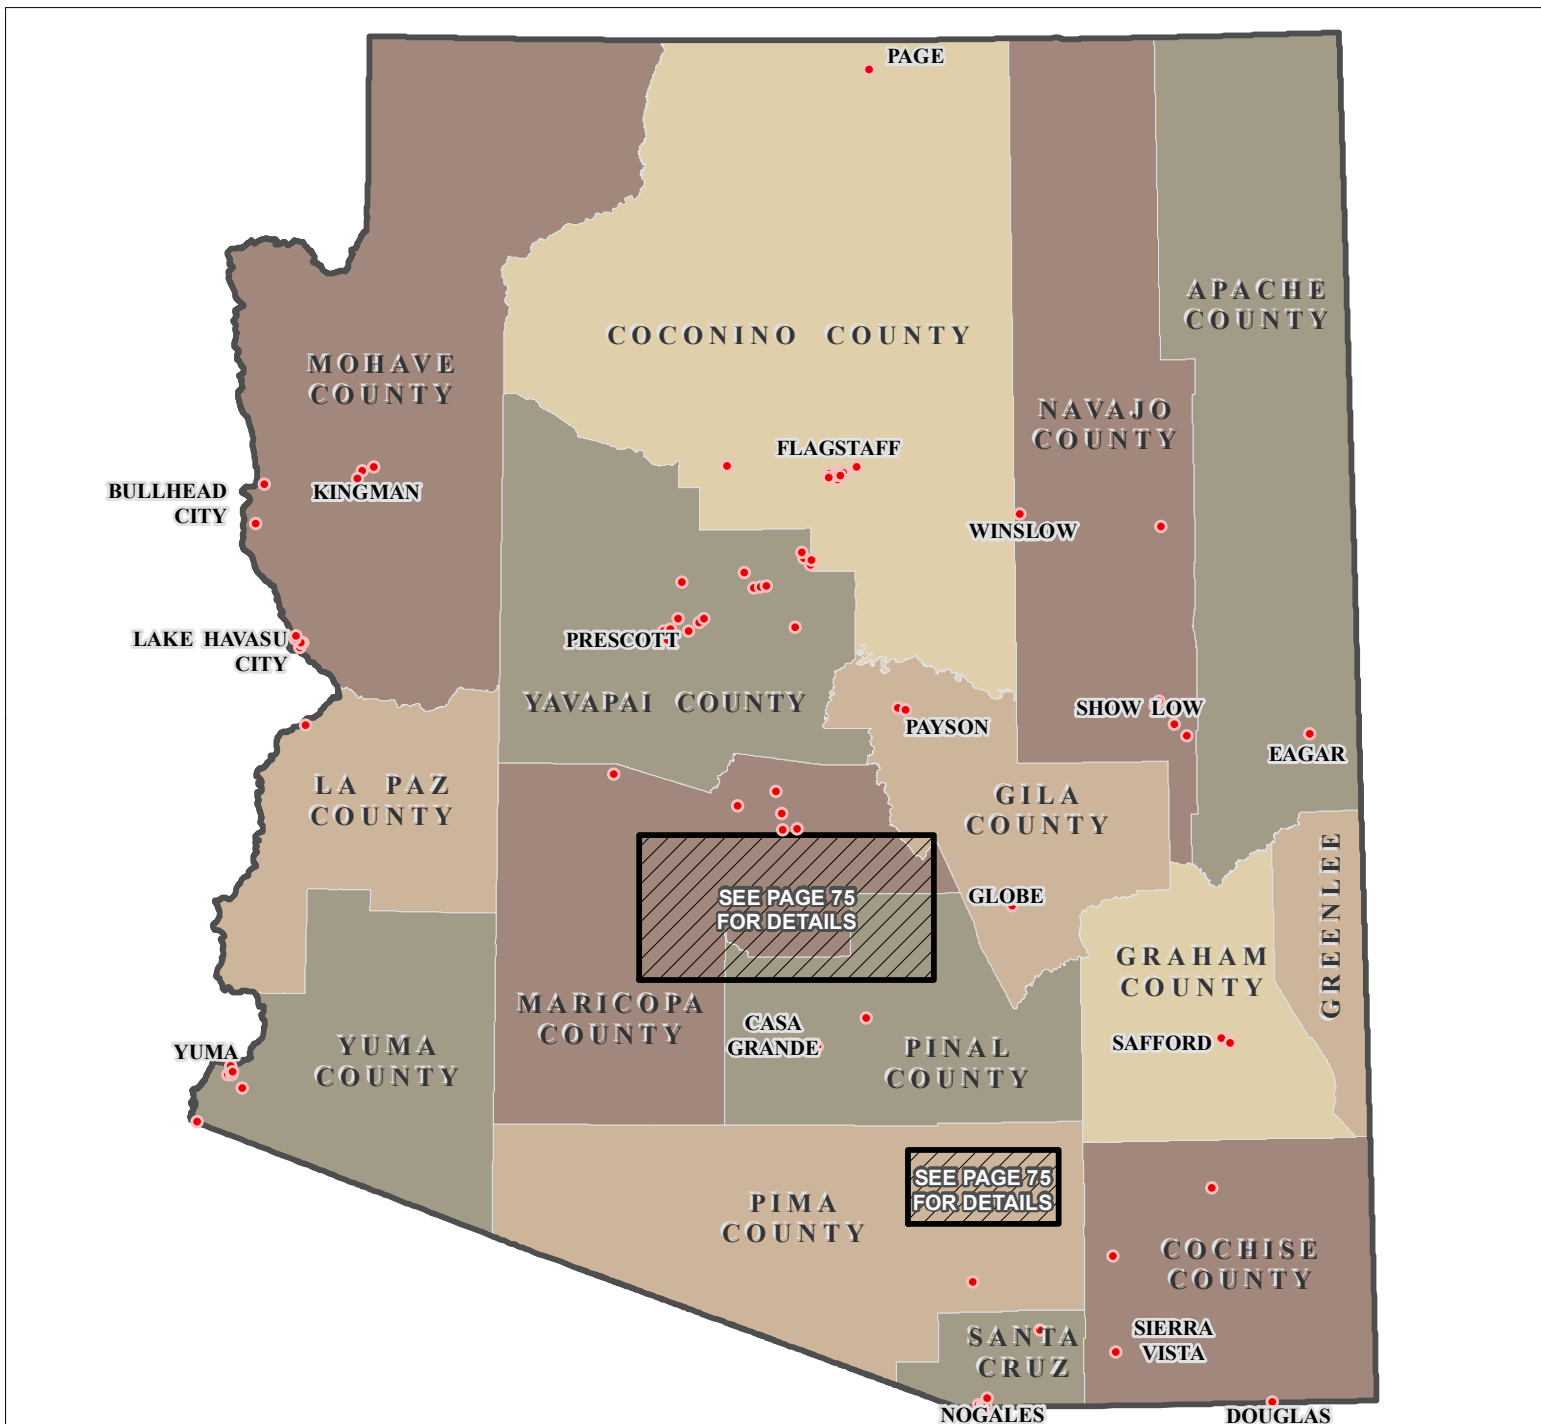 PAGE
APACHE
COUNTY
COCONINO COUNTY
MOHAVE
COUNTY
NAVAJO
COUNTY
FLAGSTAFF
BULLHEAD
CITY
KINGMAN
WINSLOW
LAKE HAVASU
CITY
PRESCOTT
YAVAPAI COUNTY
SHOW LOW
PAYSON
EAGAR
LA PAZ
COUNTY
GILA
COUNTY
SEE PAGE 75
FOR DETAILS
GLOBE
GREENLEE
GRAHAM
COUNTY
MARICOPA
COUNTY
CASA
GRANDE
YUMA
YUMA
COUNTY
PINAL
COUNTY
SAFFORD
SEE PAGE 75
FOR DETAILS
PIMA
COUNTY
COCHISE
COUNTY
SANTA
CRUZ
SIERRA
VISTA
NOGALES
DOUGLAS